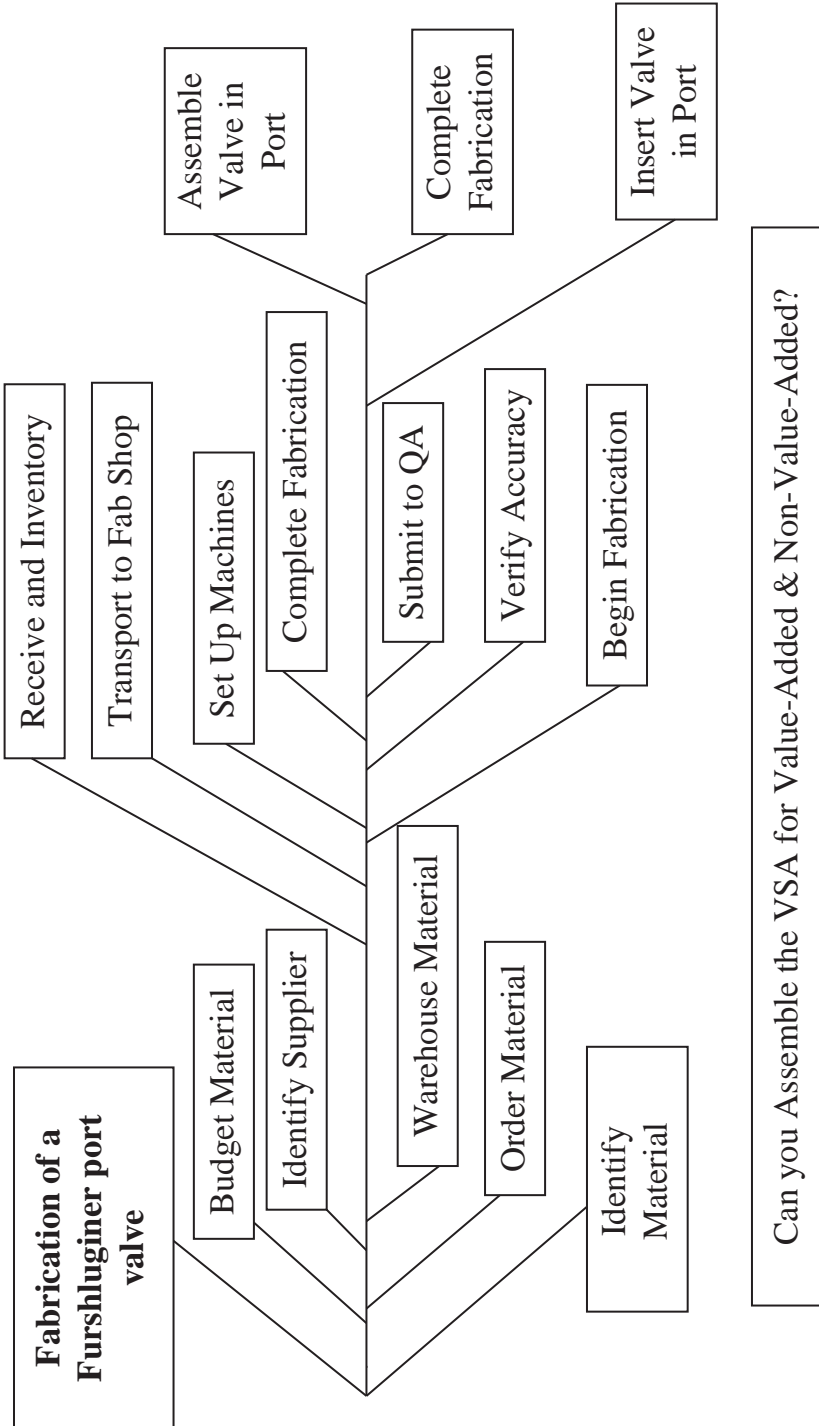 Fabrication of a
Furshluginer port
valve
Budget Material
Identify Supplier
Warehouse Material
Order Material
Identify
Material
Receive and Inventory
Transport to Fab Shop
Set Up Machines
Complete Fabrication
Submit to QA
Verify Accuracy
Begin Fabrication
Assemble
Valve in
Port
Complete
Fabrication
Insert Valve
in Port
Can you Assemble the VSA for Value-Added & Non-Value-Added?